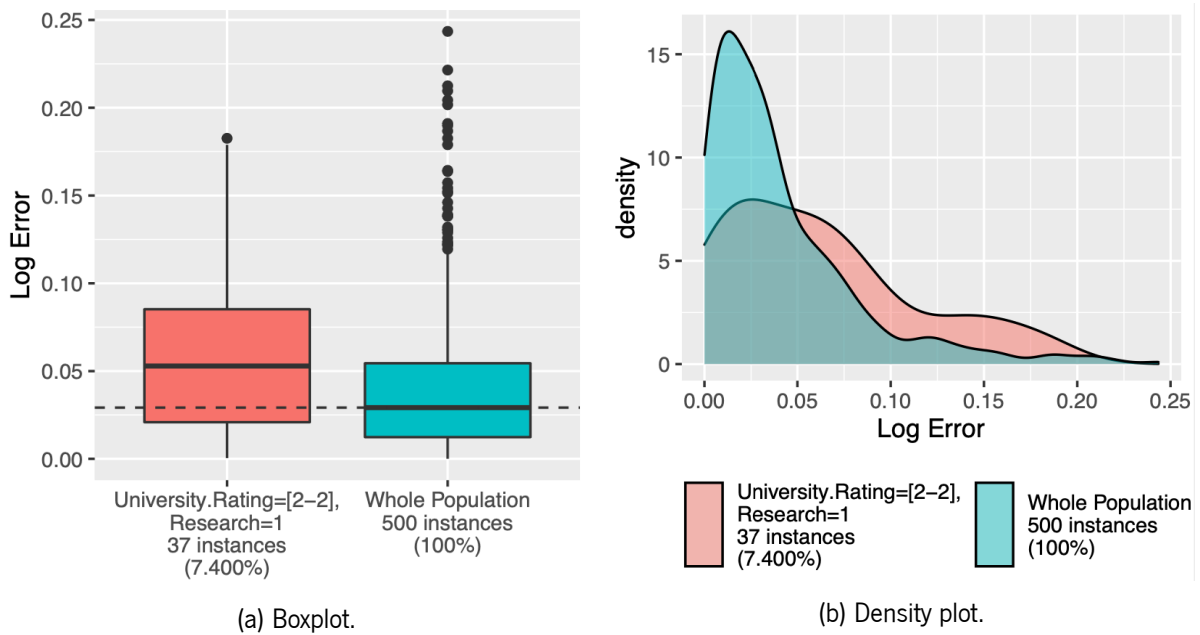 0.25
0.20
0.15
0.10
0.05
0.00
Log Error
University.Rating=[2−2],
Research=1
37 instances
(7.400%)
Whole Population
500 instances
(100%)
(a) Boxplot.
15
10
5
0
density
0.00 0.05 0.10 0.15 0.20 0.25
Log Error
University.Rating=[2−2],
Research=1
37 instances
(7.400%)
Whole Population
500 instances
(100%)
(b) Density plot.